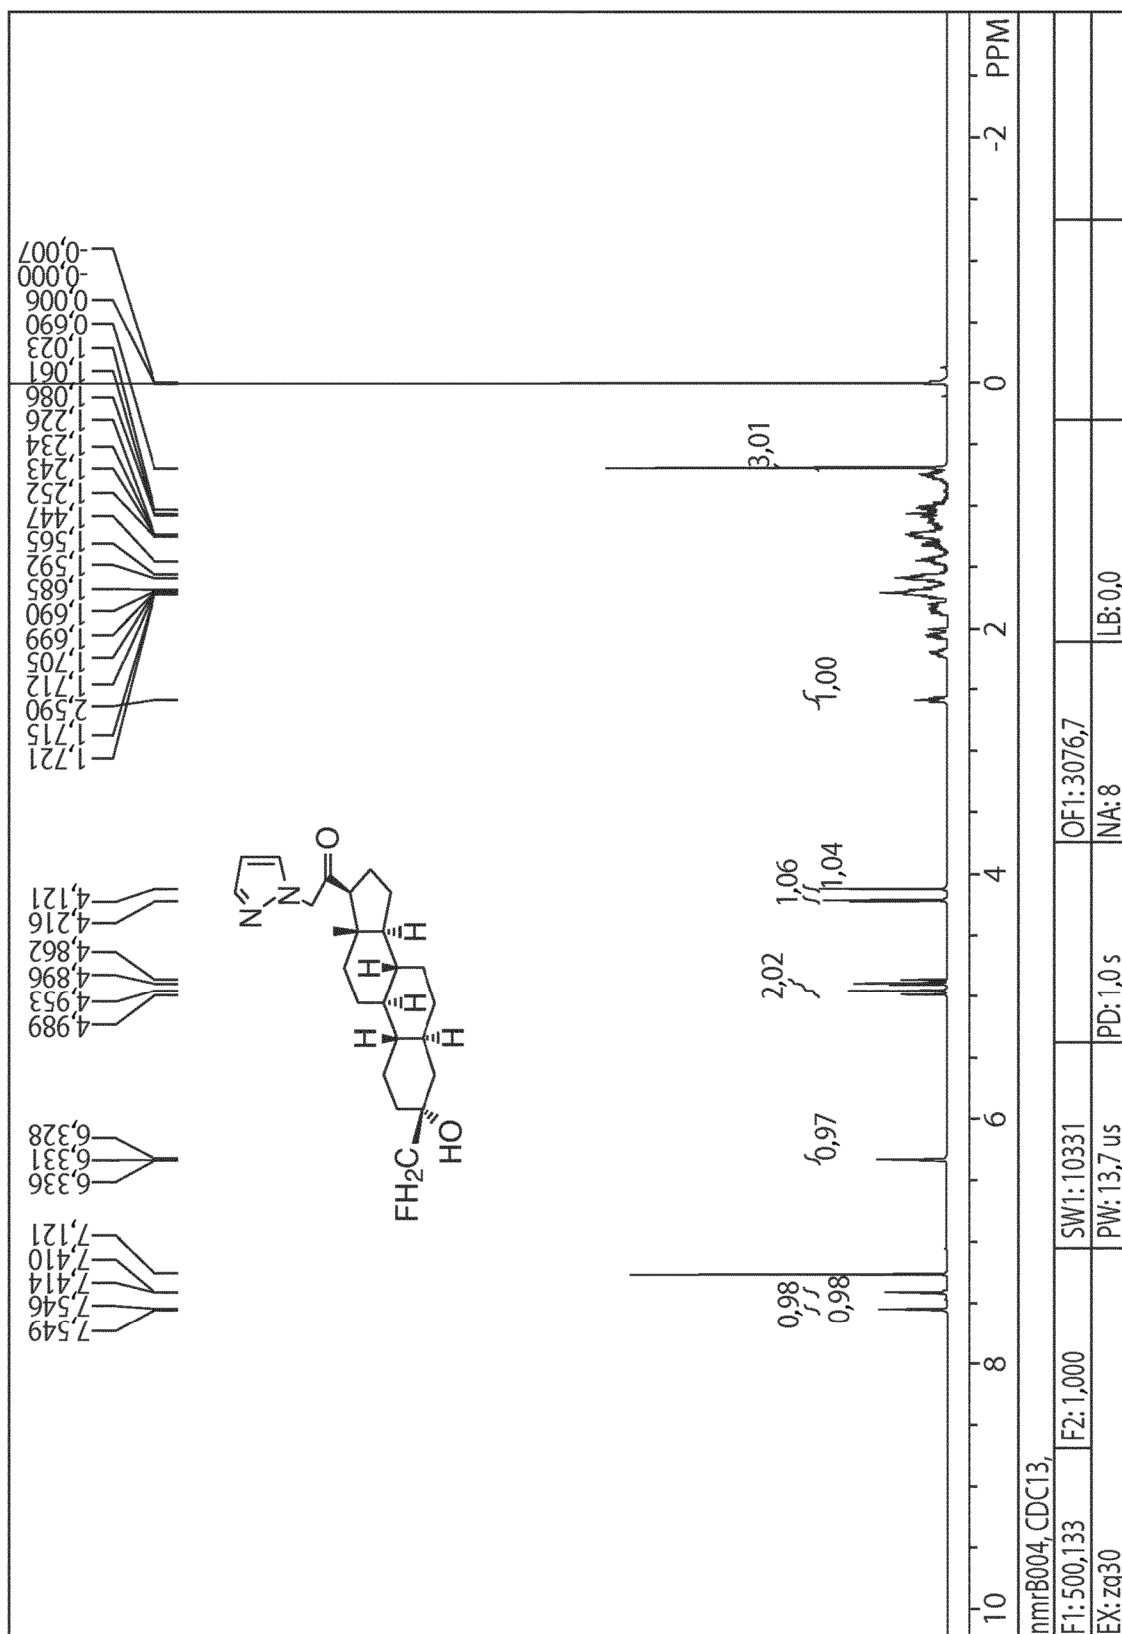 7,549
7,546
7,414
7,410
7,121
6,336
6,331
6,328
4,989
4,953
4,896
4,862
4,216
4,121
1,721
1,715
2,590
1,712
1,705
1,699
1,690
1,685
1,592
1,565
1,447
1,252
1,243
1,234
1,226
1,086
1,061
1,023
0,690
0,006
-0,000
-0,007
N
N
O
H
H
H
H
H
FH₂C
HO
0,98
0,98
0,97
2,02
1,06
1,04
1,00
3,01
10
8
6
4
2
0
-2
PPM
nmrB004, CDC13,
F1: 500,133
F2: 1,000
SW1: 10331
OF1: 3076,7
EX: zq30
PW: 13,7 us
PD: 1,0 s
NA: 8
LB: 0,0